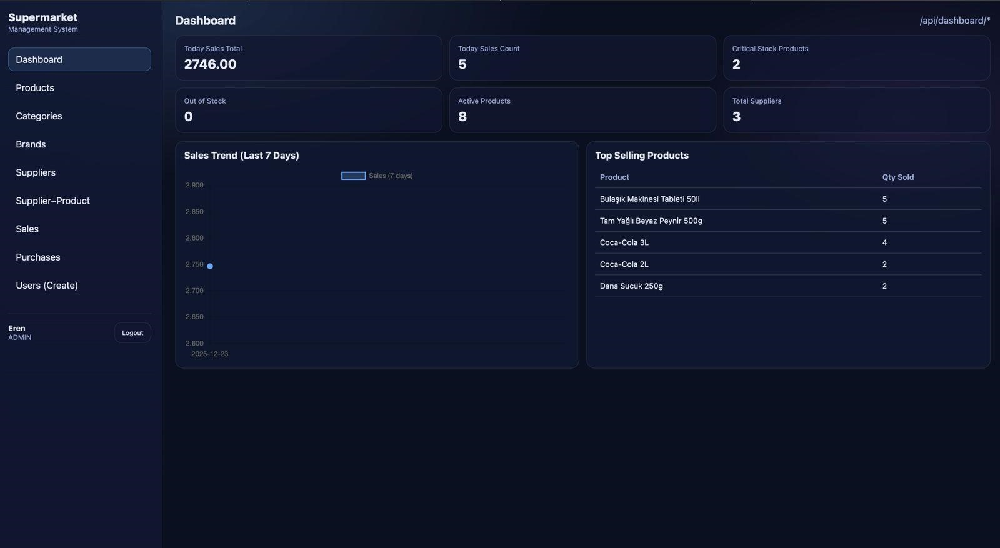 Supermarket
Management System
Dashboard
Products
Categories
Brands
Suppliers
Supplier–Product
Sales
Purchases
Users (Create)
Eren
ADMIN
Logout
Dashboard
/api/dashboard/*
Today Sales Total
2746.00
Today Sales Count
5
Critical Stock Products
2
Out of Stock
0
Active Products
8
Total Suppliers
3
Sales Trend (Last 7 Days)
Sales (7 days)
2.900
2.850
2.800
2.750
2.700
2.650
2.600
2025-12-23
Top Selling Products
Product Qty Sold
Bulaşık Makinesi Tableti 50li 5
Tam Yağlı Beyaz Peynir 500g 5
Coca-Cola 3L 4
Coca-Cola 2L 2
Dana Sucuk 250g 2